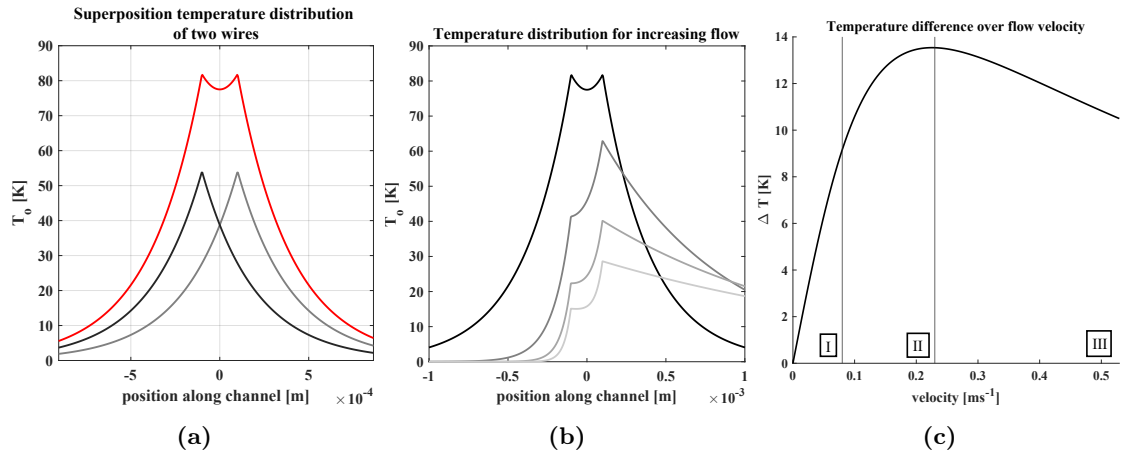 Superposition temperature distribution
of two wires
T_o [K]
90
80
70
60
50
40
30
20
10
0
-5
0
5
×10^-4
position along channel [m]
(a)
Temperature distribution for increasing flow
T_o [K]
90
80
70
60
50
40
30
20
10
0
-1
-0.5
0
0.5
1
×10^-3
position along channel [m]
(b)
Temperature difference over flow velocity
Δ T [K]
14
12
10
8
6
4
2
0
I
II
III
0
0.1
0.2
0.3
0.4
0.5
velocity [ms^-1]
(c)